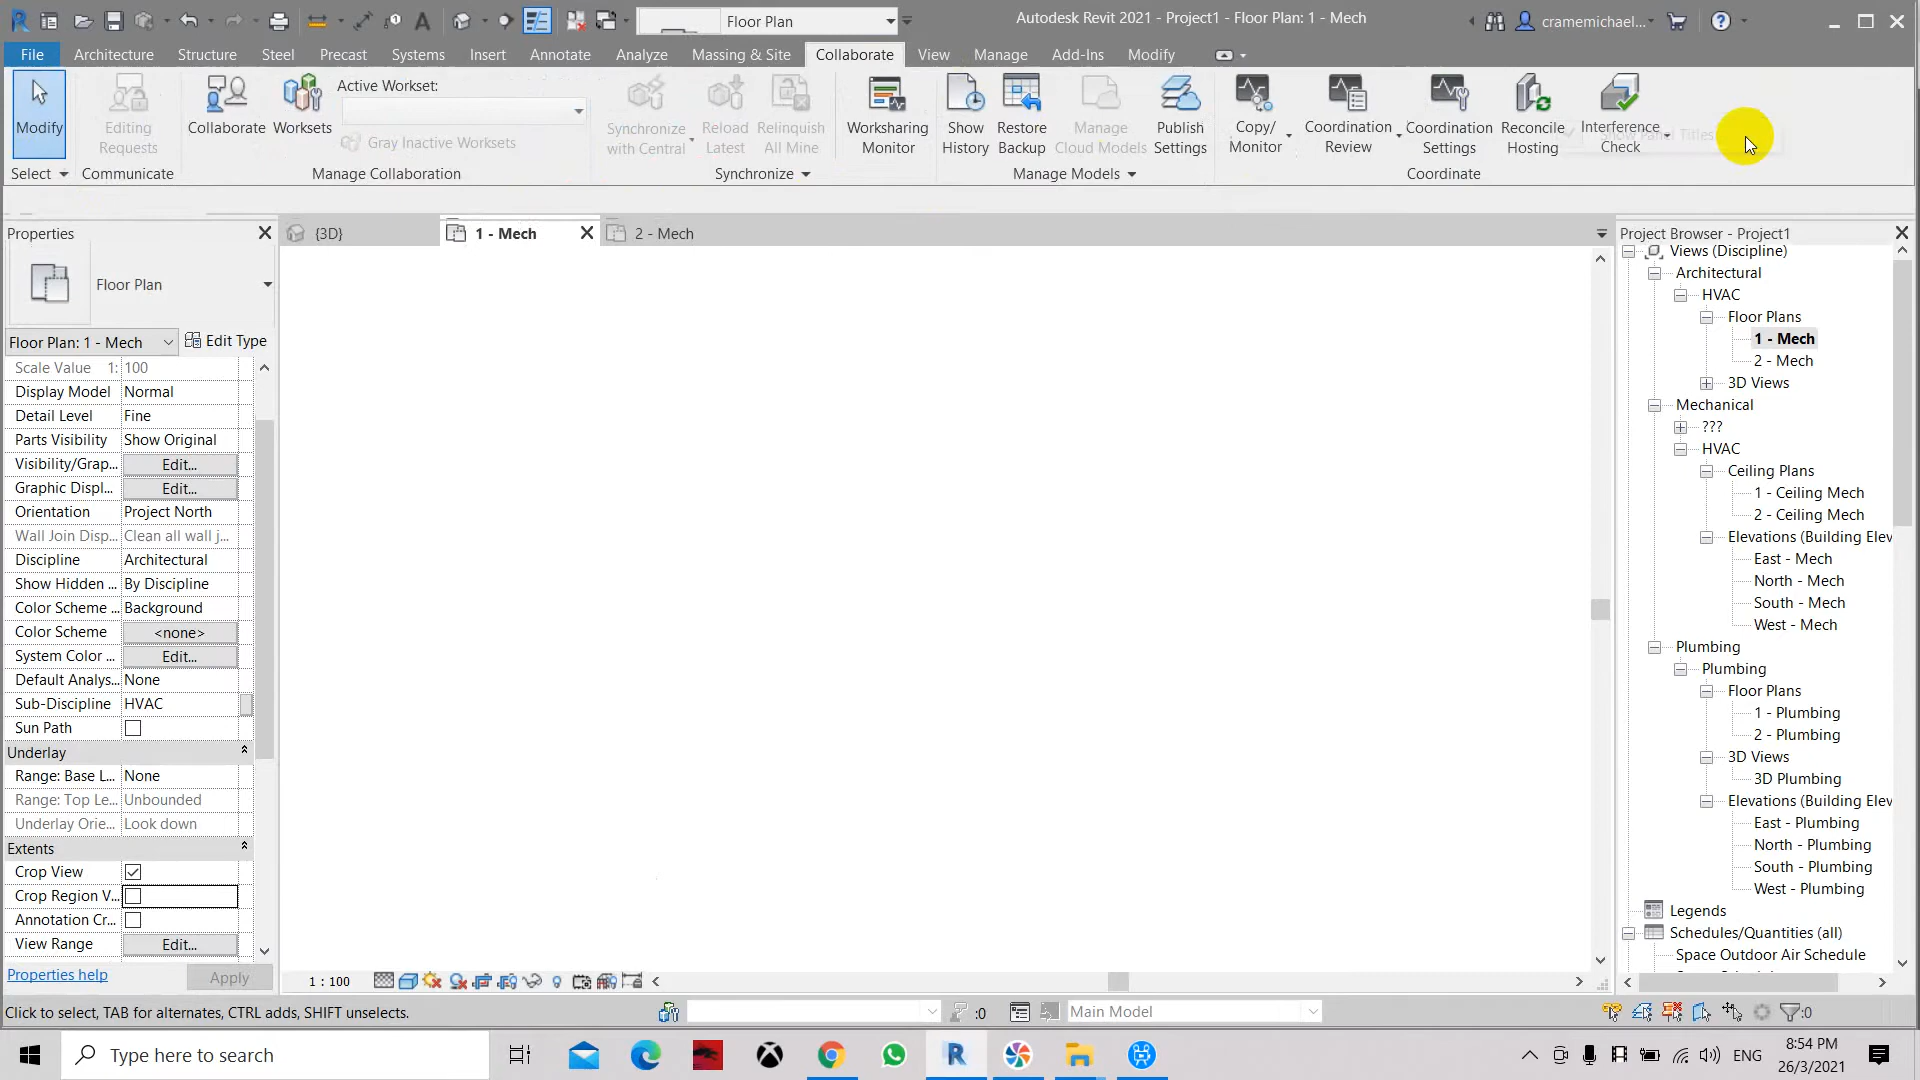 Floor Plan
Autodesk Revit 2021 - Project1 - Floor Plan: 1 - Mech
cramemichael...
File Architecture Structure Steel Precast Systems Insert Annotate Analyze Massing & Site Collaborate View Manage Add-Ins Modify
Modify
Editing Requests
Collaborate
Worksets
Active Workset:
Gray Inactive Worksets
Synchronize with Central
Reload Latest
Relinquish All Mine
Worksharing Monitor
Show History
Restore Backup
Manage Cloud Models
Publish Settings
Copy/ Monitor
Coordination Review
Coordination Settings
Reconcile Hosting
Interference Check
Show Panel Titles
Select Communicate Manage Collaboration Synchronize Manage Models Coordinate
Properties
{3D} 1 - Mech 2 - Mech
Floor Plan
Floor Plan: 1 - Mech Edit Type
Scale Value 1: 100
Display Model Normal
Detail Level Fine
Parts Visibility Show Original
Visibility/Grap... Edit...
Graphic Displ... Edit...
Orientation Project North
Wall Join Disp... Clean all wall j...
Discipline Architectural
Show Hidden ... By Discipline
Color Scheme ... Background
Color Scheme <none>
System Color ... Edit...
Default Analys... None
Sub-Discipline HVAC
Sun Path
Underlay
Range: Base L... None
Range: Top Le... Unbounded
Underlay Orie... Look down
Extents
Crop View
Crop Region V...
Annotation Cr...
View Range Edit...
Properties help Apply
1 : 100
Project Browser - Project1
Views (Discipline)
Architectural
HVAC
Floor Plans
1 - Mech
2 - Mech
3D Views
Mechanical
???
HVAC
Ceiling Plans
1 - Ceiling Mech
2 - Ceiling Mech
Elevations (Building Elev
East - Mech
North - Mech
South - Mech
West - Mech
Plumbing
Plumbing
Floor Plans
1 - Plumbing
2 - Plumbing
3D Views
3D Plumbing
Elevations (Building Elev
East - Plumbing
North - Plumbing
South - Plumbing
West - Plumbing
Legends
Schedules/Quantities (all)
Space Outdoor Air Schedule
Click to select, TAB for alternates, CTRL adds, SHIFT unselects.
:0
Main Model
:0
Type here to search
ENG
8:54 PM
26/3/2021